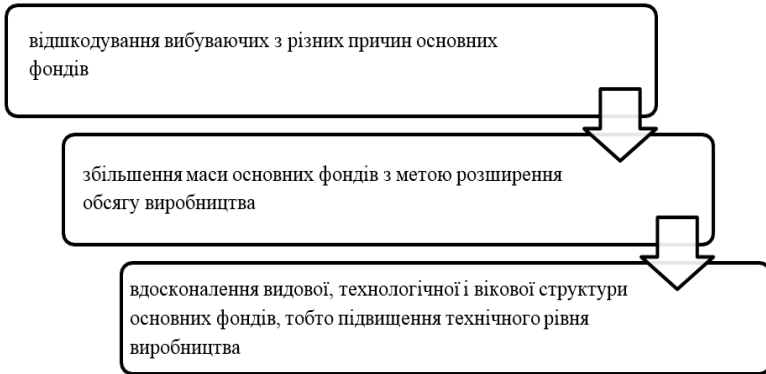 відшкодування вибуваючих з різних причин основних
фондів
збільшення маси основних фондів з метою розширення
обсягу виробництва
вдосконалення видової, технологічної і вікової структури
основних фондів, тобто підвищення технічного рівня
виробництва